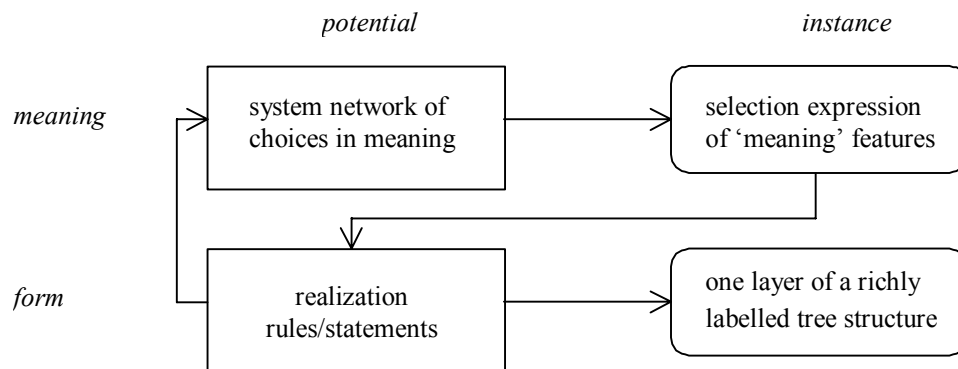 potential instance
meaning
system network of
choices in meaning
selection expression
of ‘meaning’ features
form
realization
rules/statements
one layer of a richly
labelled tree structure